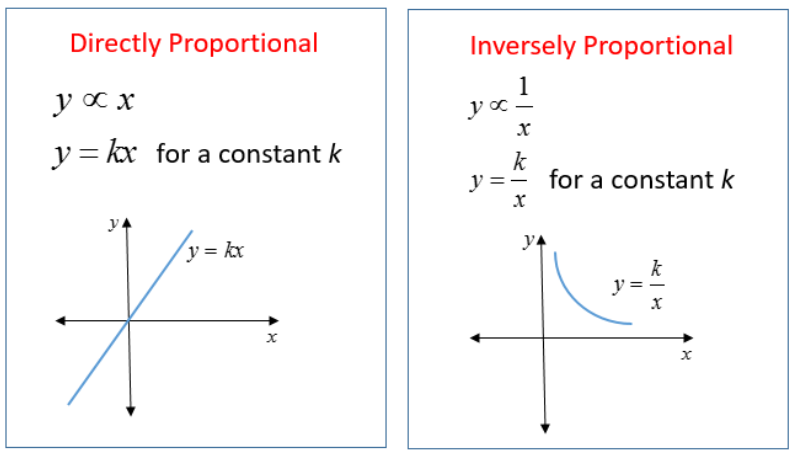 Directly Proportional
y ∝ x
y = kx for a constant k
y
y = kx
x
Inversely Proportional
y ∝ 1/x
y = k/x for a constant k
y
y = k/x
x